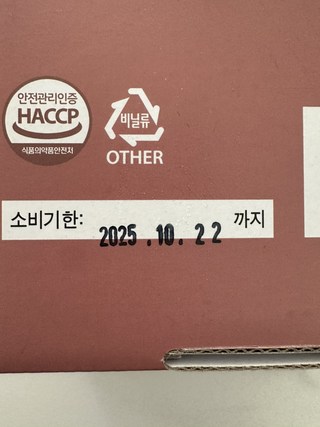 안전관리인증
HACCP
식품의약품안전처
비닐류
OTHER
소비기한: 2025.10.22 까지